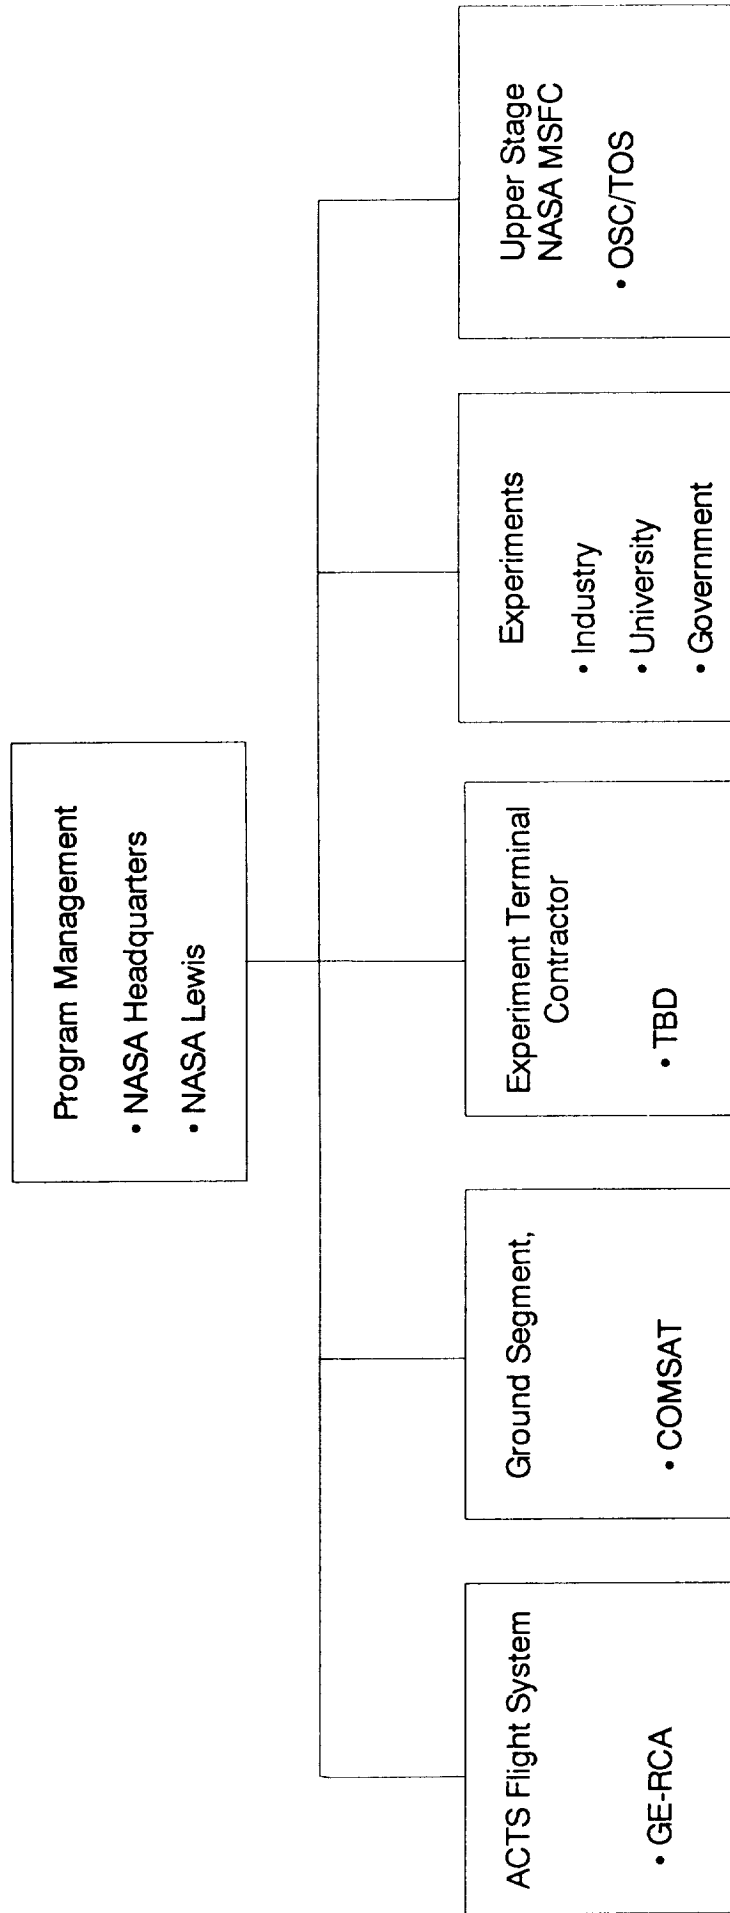 Program Management
• NASA Headquarters
• NASA Lewis
ACTS Flight System
• GE-RCA
Ground Segment,
• COMSAT
Experiment Terminal
Contractor
• TBD
Experiments
• Industry
• University
• Government
Upper Stage
NASA MSFC
• OSC/TOS